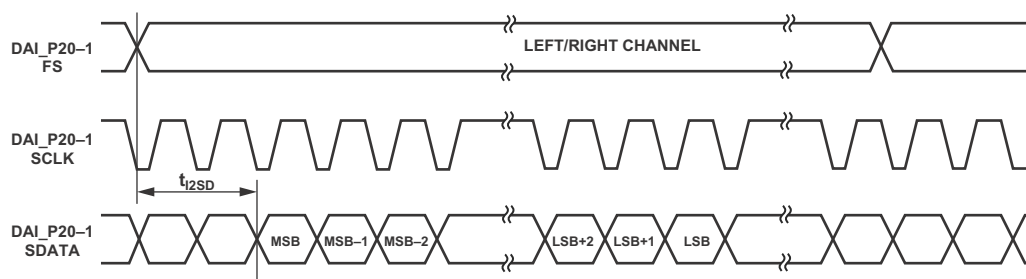 DAI_P20–1
FS
LEFT/RIGHT CHANNEL
DAI_P20–1
SCLK
tI2SD
DAI_P20–1
SDATA
MSB
MSB–1
MSB–2
LSB+2
LSB+1
LSB